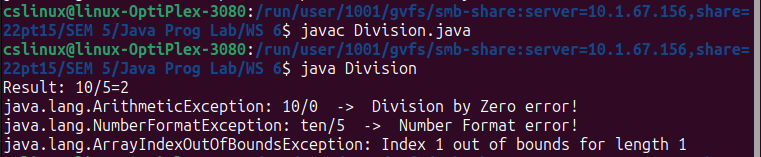 cslinux@linux-OptiPlex-3080:/run/user/1001/gvfs/smb-share:server=10.1.67.156,share=
22pt15/SEM 5/Java Prog Lab/WS 6$ javac Division.java
cslinux@linux-OptiPlex-3080:/run/user/1001/gvfs/smb-share:server=10.1.67.156,share=
22pt15/SEM 5/Java Prog Lab/WS 6$ java Division
Result: 10/5=2
java.lang.ArithmeticException: 10/0  ->  Division by Zero error!
java.lang.NumberFormatException: ten/5  ->  Number Format error!
java.lang.ArrayIndexOutOfBoundsException: Index 1 out of bounds for length 1